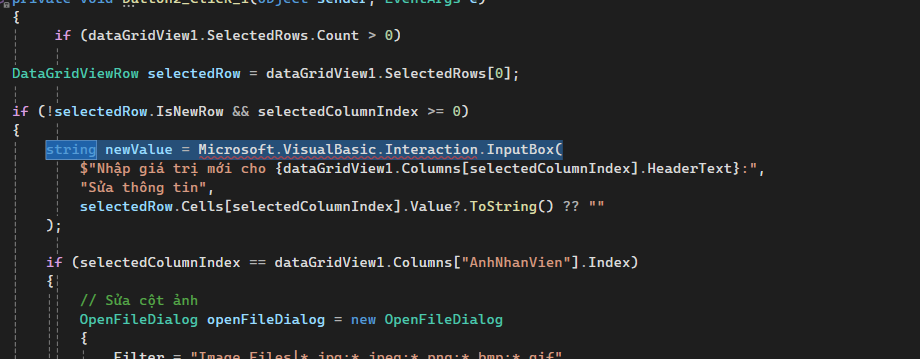 private void button2_Click_1(object sender, EventArgs e)
{
if (dataGridView1.SelectedRows.Count > 0)
DataGridViewRow selectedRow = dataGridView1.SelectedRows[0];
if (!selectedRow.IsNewRow && selectedColumnIndex >= 0)
{
string newValue = Microsoft.VisualBasic.Interaction.InputBox(
$"Nhập giá trị mới cho {dataGridView1.Columns[selectedColumnIndex].HeaderText}:",
"Sửa thông tin",
selectedRow.Cells[selectedColumnIndex].Value?.ToString() ?? ""
);
if (selectedColumnIndex == dataGridView1.Columns["AnhNhanVien"].Index)
{
// Sửa cột ảnh
OpenFileDialog openFileDialog = new OpenFileDialog
{
Filter = "Image Files|*.jpg;*.jpeg;*.png;*.bmp;*.gif"